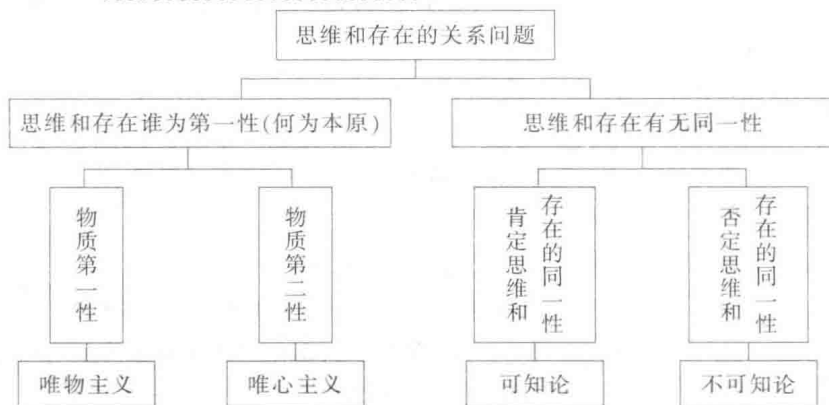 思维和存在的关系问题
思维和存在谁为第一性(何为本原)
思维和存在有无同一性
物质第一性
物质第二性
肯定思维和
存在的同一性
否定思维和
存在的同一性
唯物主义
唯心主义
可知论
不可知论